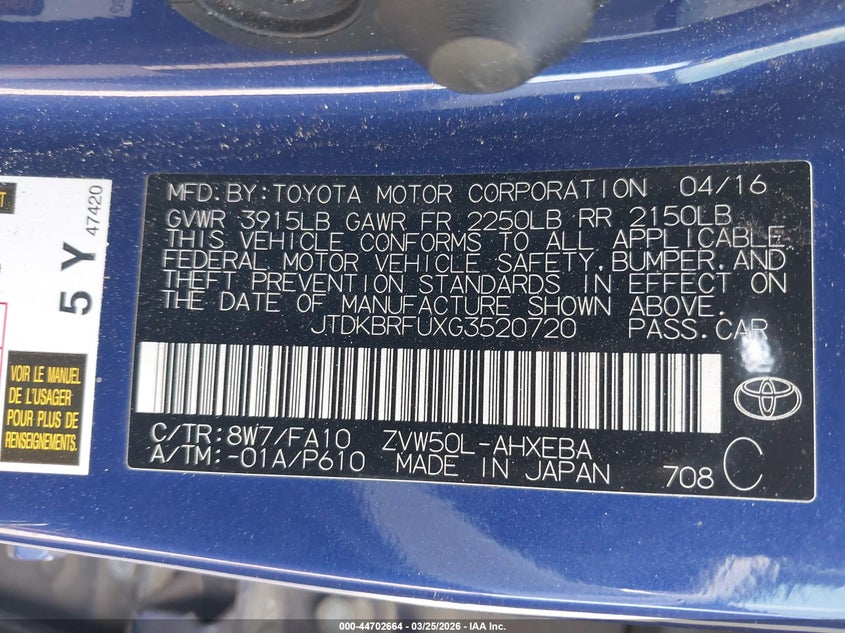 MFD.BY:TOYOTA MOTOR CORPORATION 04/16
GVWR 3915LB GAWR FR 2250LB RR 2150LB
THIS VEHICLE CONFORMS TO ALL APPLICABLE
FEDERAL MOTOR VEHICLE SAFETY,BUMPER,AND
THEFT PREVENTION STANDARDS IN EFFECT ON
THE DATE OF MANUFACTURE SHOWN ABOVE.
JTDKBRFUXG3520720 PASS.CAR
C/TR:8W7/FA10 ZVW50L-AHXEBA
A/TM:-01A/P610 MADE IN JAPAN 708 C
5 Y
47420
VOIR LE MANUEL
DE L'USAGER
POUR PLUS DE
RENSEIGNEMENTS
000-44702664 - 03/25/2026 - IAA Inc.